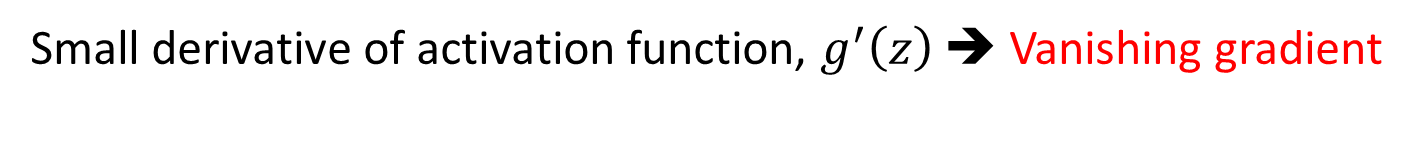 Small derivative of activation function, g′(z) ➔ Vanishing gradient